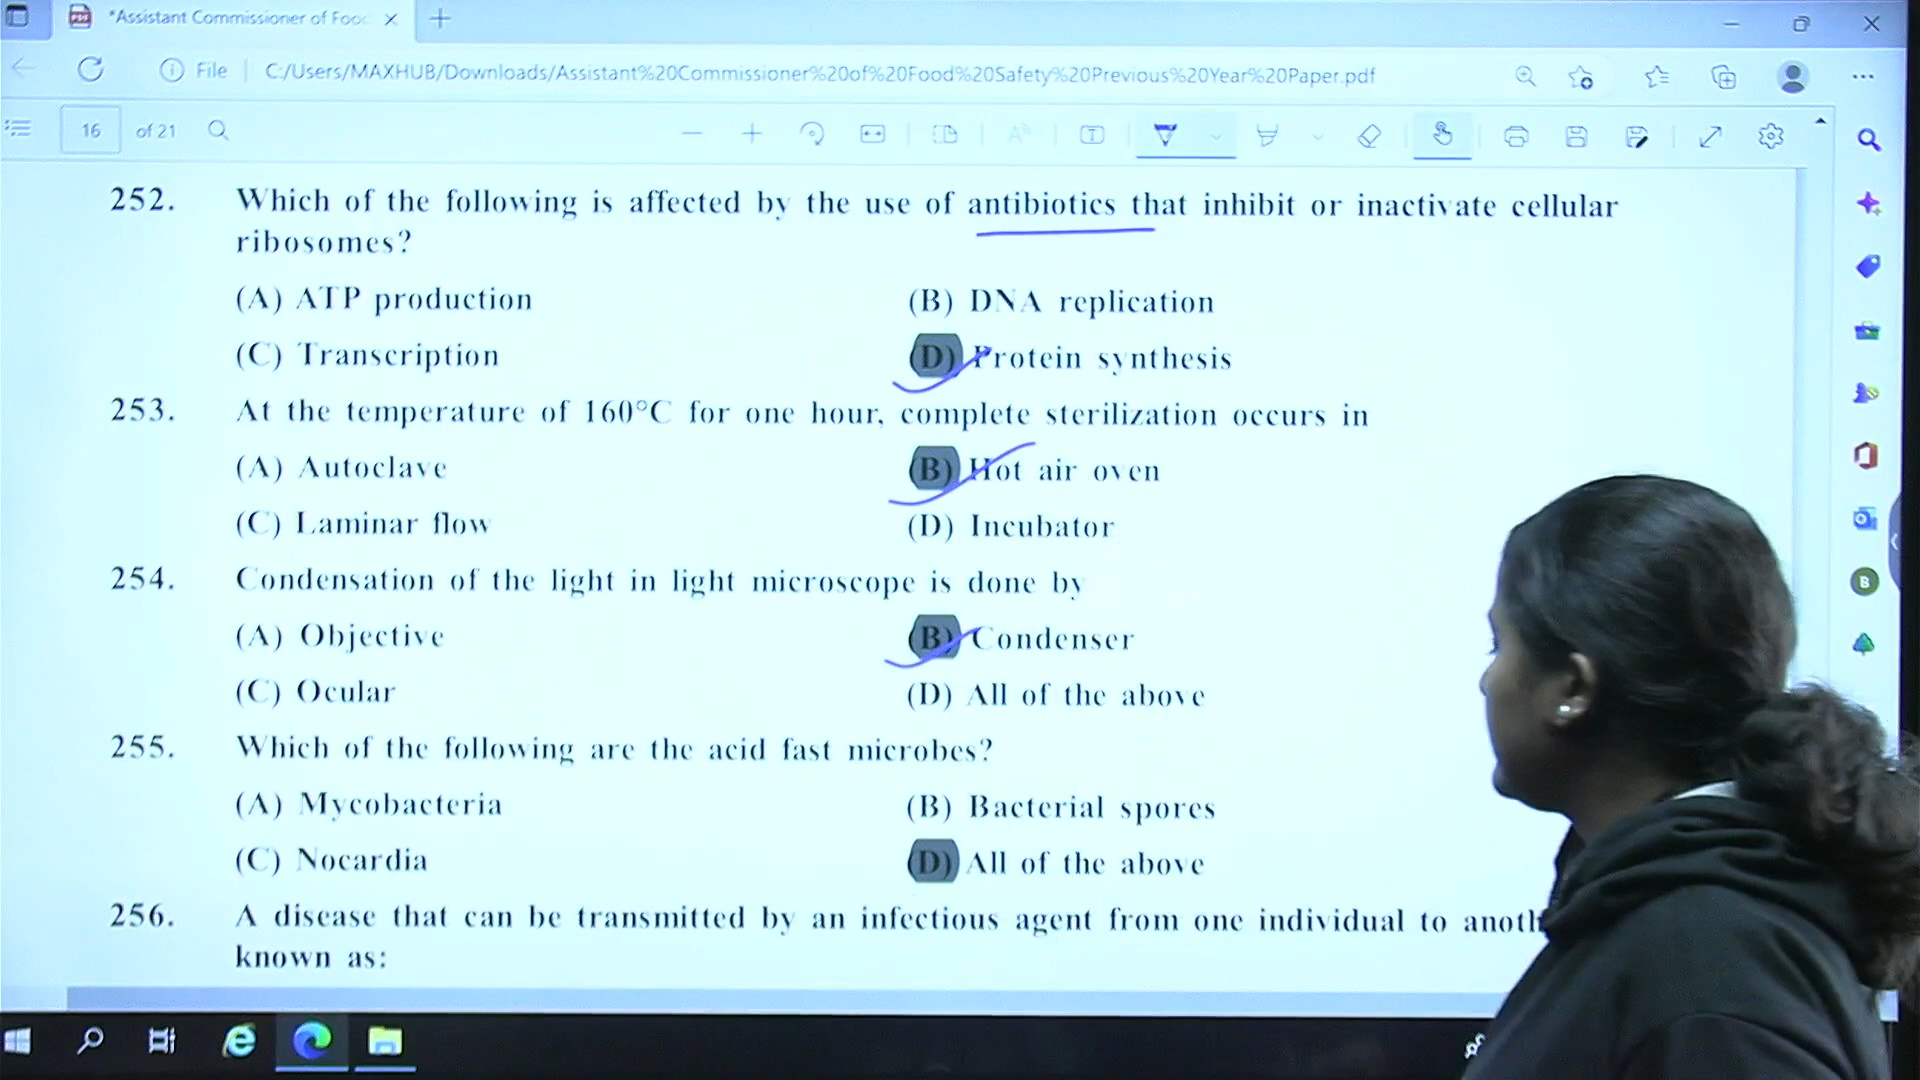 *Assistant Commissioner of Food
File
C:/Users/MAXHUB/Downloads/Assistant%20Commissioner%20of%20Food%20Safety%20Previous%20Year%20Paper.pdf
16 of 21
252. Which of the following is affected by the use of antibiotics that inhibit or inactivate cellular
ribosomes?
(A) ATP production (B) DNA replication
(C) Transcription (D) Protein synthesis
253. At the temperature of 160°C for one hour, complete sterilization occurs in
(A) Autoclave (B) Hot air oven
(C) Laminar flow (D) Incubator
254. Condensation of the light in light microscope is done by
(A) Objective (B) Condenser
(C) Ocular (D) All of the above
255. Which of the following are the acid fast microbes?
(A) Mycobacteria (B) Bacterial spores
(C) Nocardia (D) All of the above
256. A disease that can be transmitted by an infectious agent from one individual to
known as: